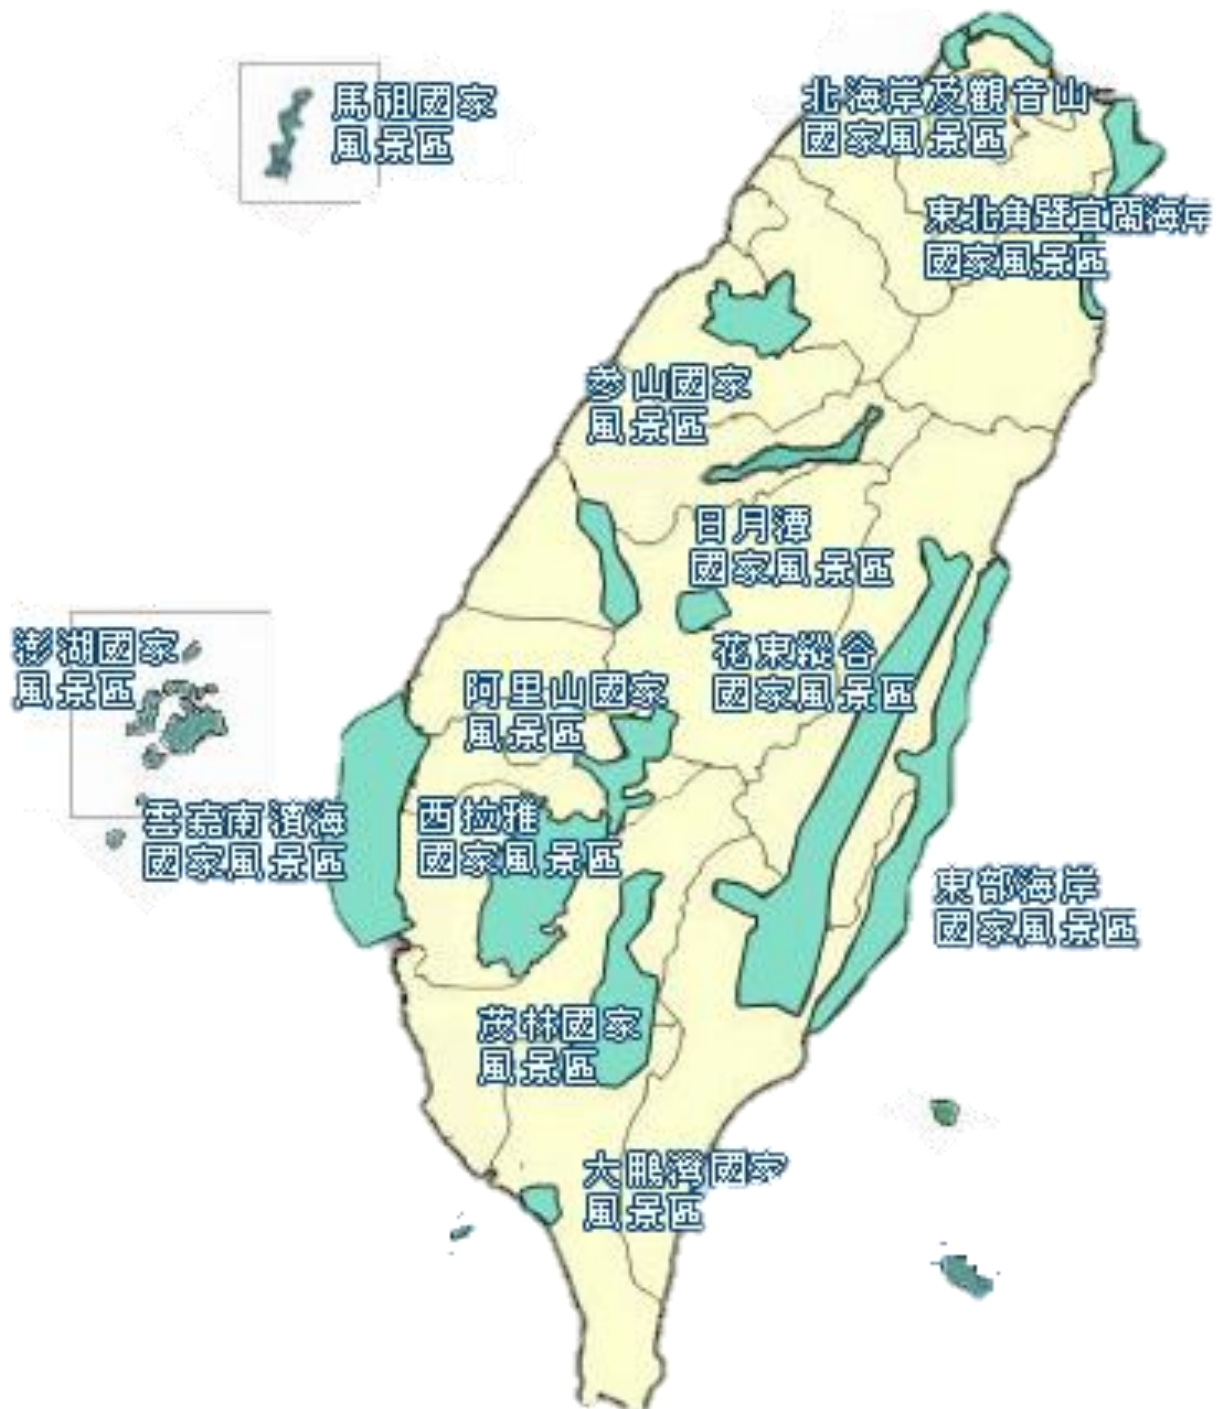 馬祖國家
風景區
北海岸及觀音山
國家風景區
東北角暨宜蘭海岸
國家風景區
參山國家
風景區
日月潭
國家風景區
澎湖國家
風景區
花東縱谷
國家風景區
阿里山國家
風景區
雲嘉南濱海
國家風景區
西拉雅
國家風景區
東部海岸
國家風景區
茂林國家
風景區
大鵬灣國家
風景區